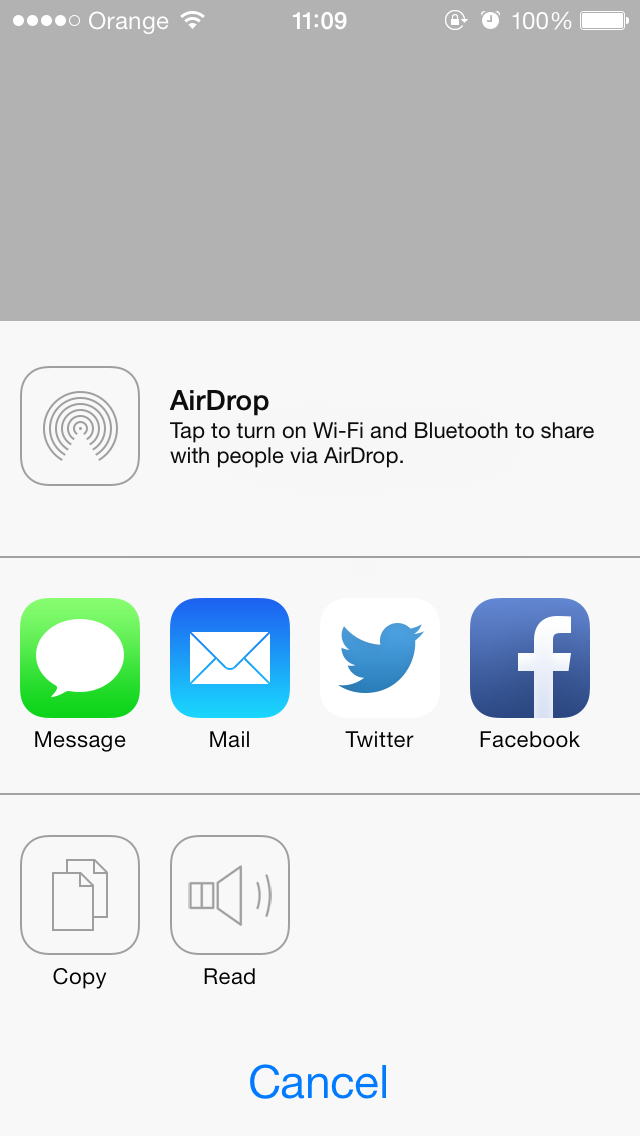 Orange 11:09 100%
AirDrop
Tap to turn on Wi-Fi and Bluetooth to share
with people via AirDrop.
Message Mail Twitter Facebook
Copy Read
Cancel